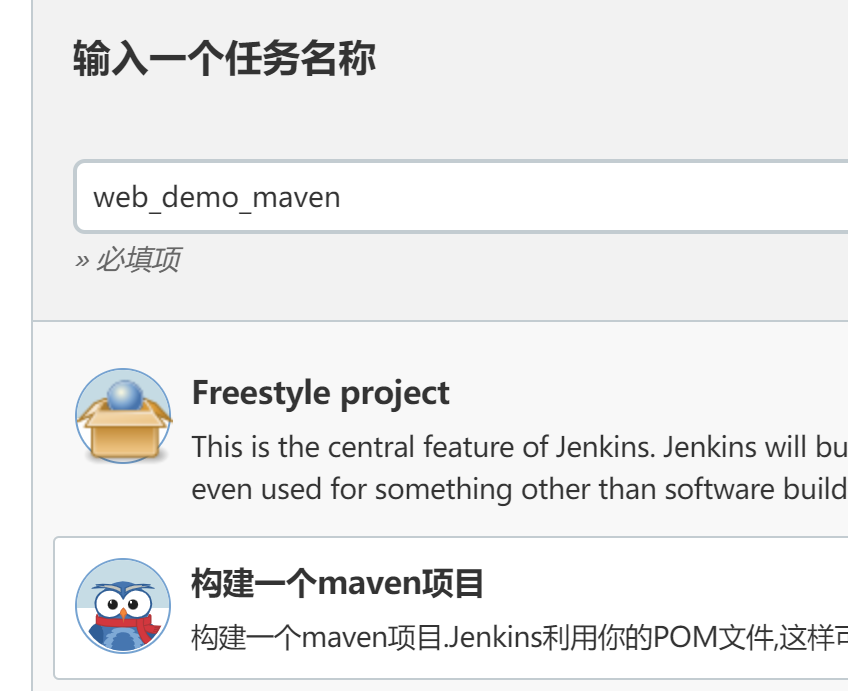 输入一个任务名称
web_demo_maven
» 必填项
Freestyle project
This is the central feature of Jenkins. Jenkins will bu
even used for something other than software build
构建一个maven项目
构建一个maven项目.Jenkins利用你的POM文件,这样